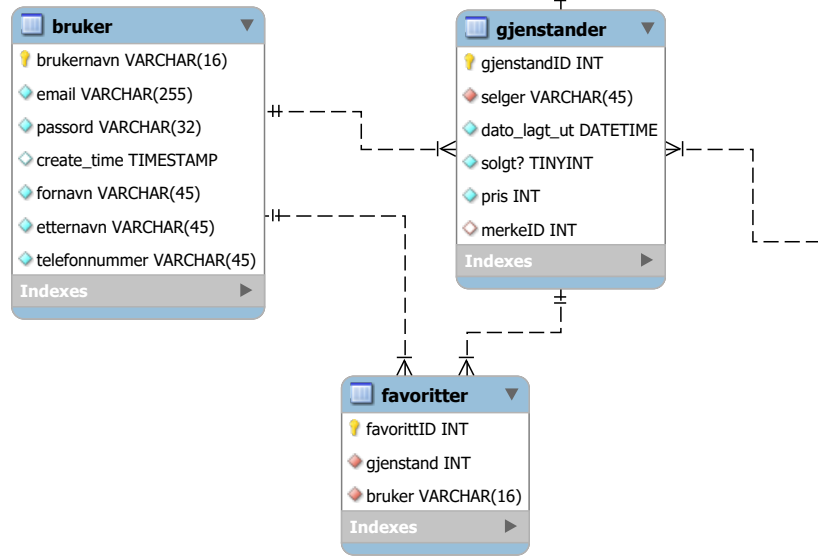 bruker
brukernavn VARCHAR(16)
email VARCHAR(255)
passord VARCHAR(32)
create_time TIMESTAMP
fornavn VARCHAR(45)
etternavn VARCHAR(45)
telefonnummer VARCHAR(45)
Indexes
gjenstander
gjenstandID INT
selger VARCHAR(45)
dato_lagt_ut DATETIME
solgt? TINYINT
pris INT
merkeID INT
Indexes
favoritter
favorittID INT
gjenstand INT
bruker VARCHAR(16)
Indexes